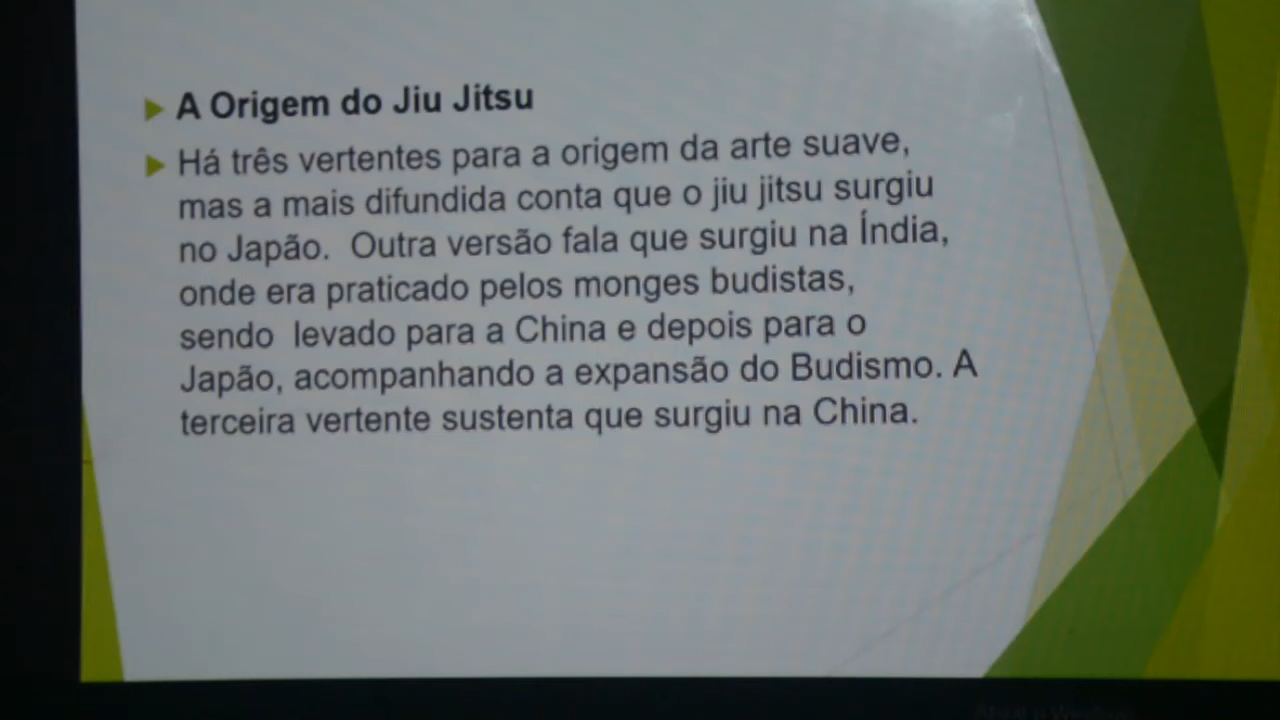 A Origem do Jiu Jitsu
Há três vertentes para a origem da arte suave,
mas a mais difundida conta que o jiu jitsu surgiu
no Japão.  Outra versão fala que surgiu na Índia,
onde era praticado pelos monges budistas,
sendo  levado para a China e depois para o
Japão, acompanhando a expansão do Budismo. A
terceira vertente sustenta que surgiu na China.